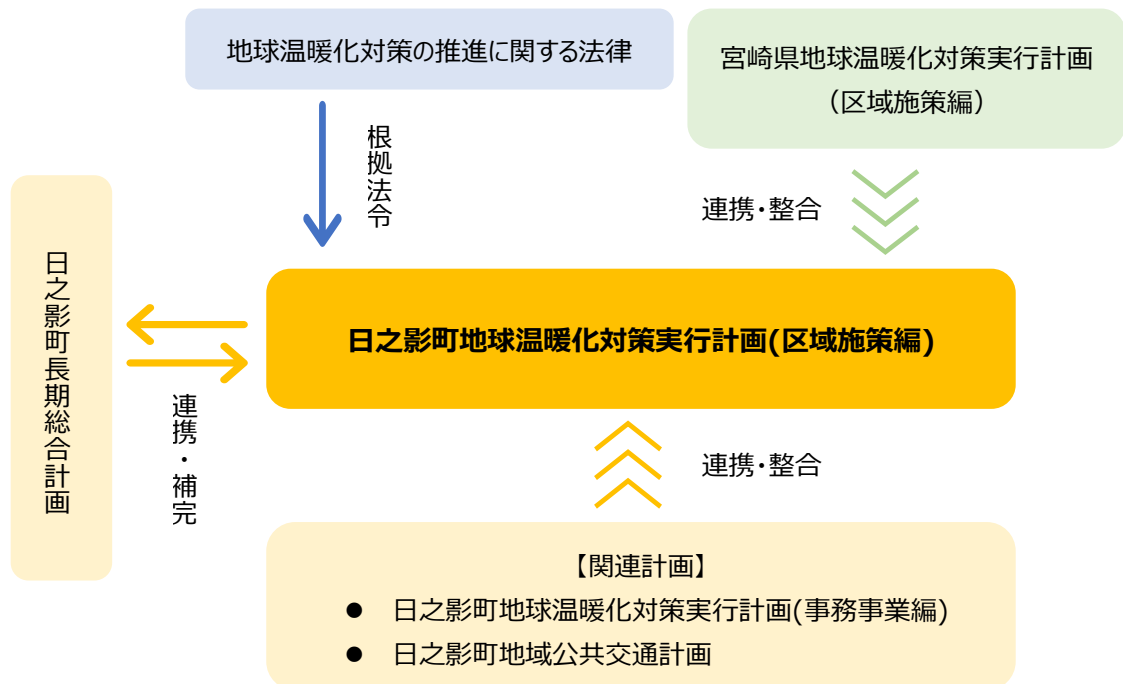 地球温暖化対策の推進に関する法律
宮崎県地球温暖化対策実行計画
（区域施策編）
根拠法令
連携・整合
日之影町長期総合計画
日之影町地球温暖化対策実行計画(区域施策編)
連携・補完
連携・整合
【関連計画】
● 日之影町地球温暖化対策実行計画(事務事業編)
● 日之影町地域公共交通計画